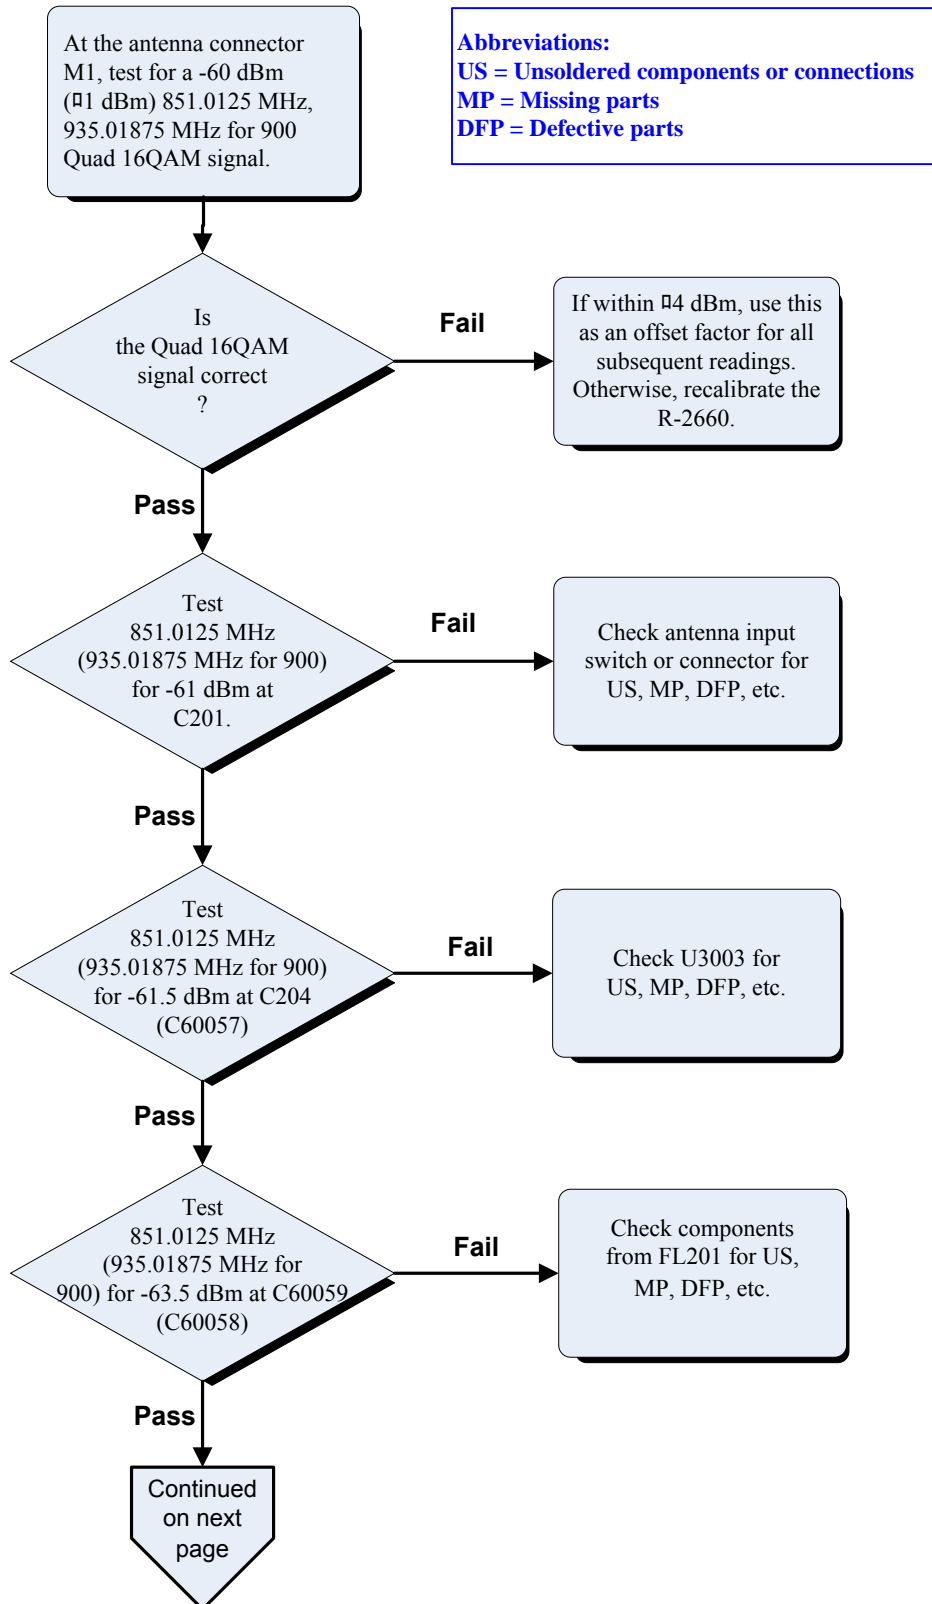 At the antenna connector
M1, test for a -60 dBm
(¤1 dBm) 851.0125 MHz,
935.01875 MHz for 900
Quad 16QAM signal.
Abbreviations:
US = Unsoldered components or connections
MP = Missing parts
DFP = Defective parts
Is
the Quad 16QAM
signal correct
?
Fail
If within ¤4 dBm, use this
as an offset factor for all
subsequent readings.
Otherwise, recalibrate the
R-2660.
Pass
Test
851.0125 MHz
(935.01875 MHz for 900)
for -61 dBm at
C201.
Fail
Check antenna input
switch or connector for
US, MP, DFP, etc.
Pass
Test
851.0125 MHz
(935.01875 MHz for 900)
for -61.5 dBm at C204
(C60057)
Fail
Check U3003 for
US, MP, DFP, etc.
Pass
Test
851.0125 MHz
(935.01875 MHz for
900) for -63.5 dBm at C60059
(C60058)
Fail
Check components
from FL201 for US,
MP, DFP, etc.
Pass
Continued
on next
page